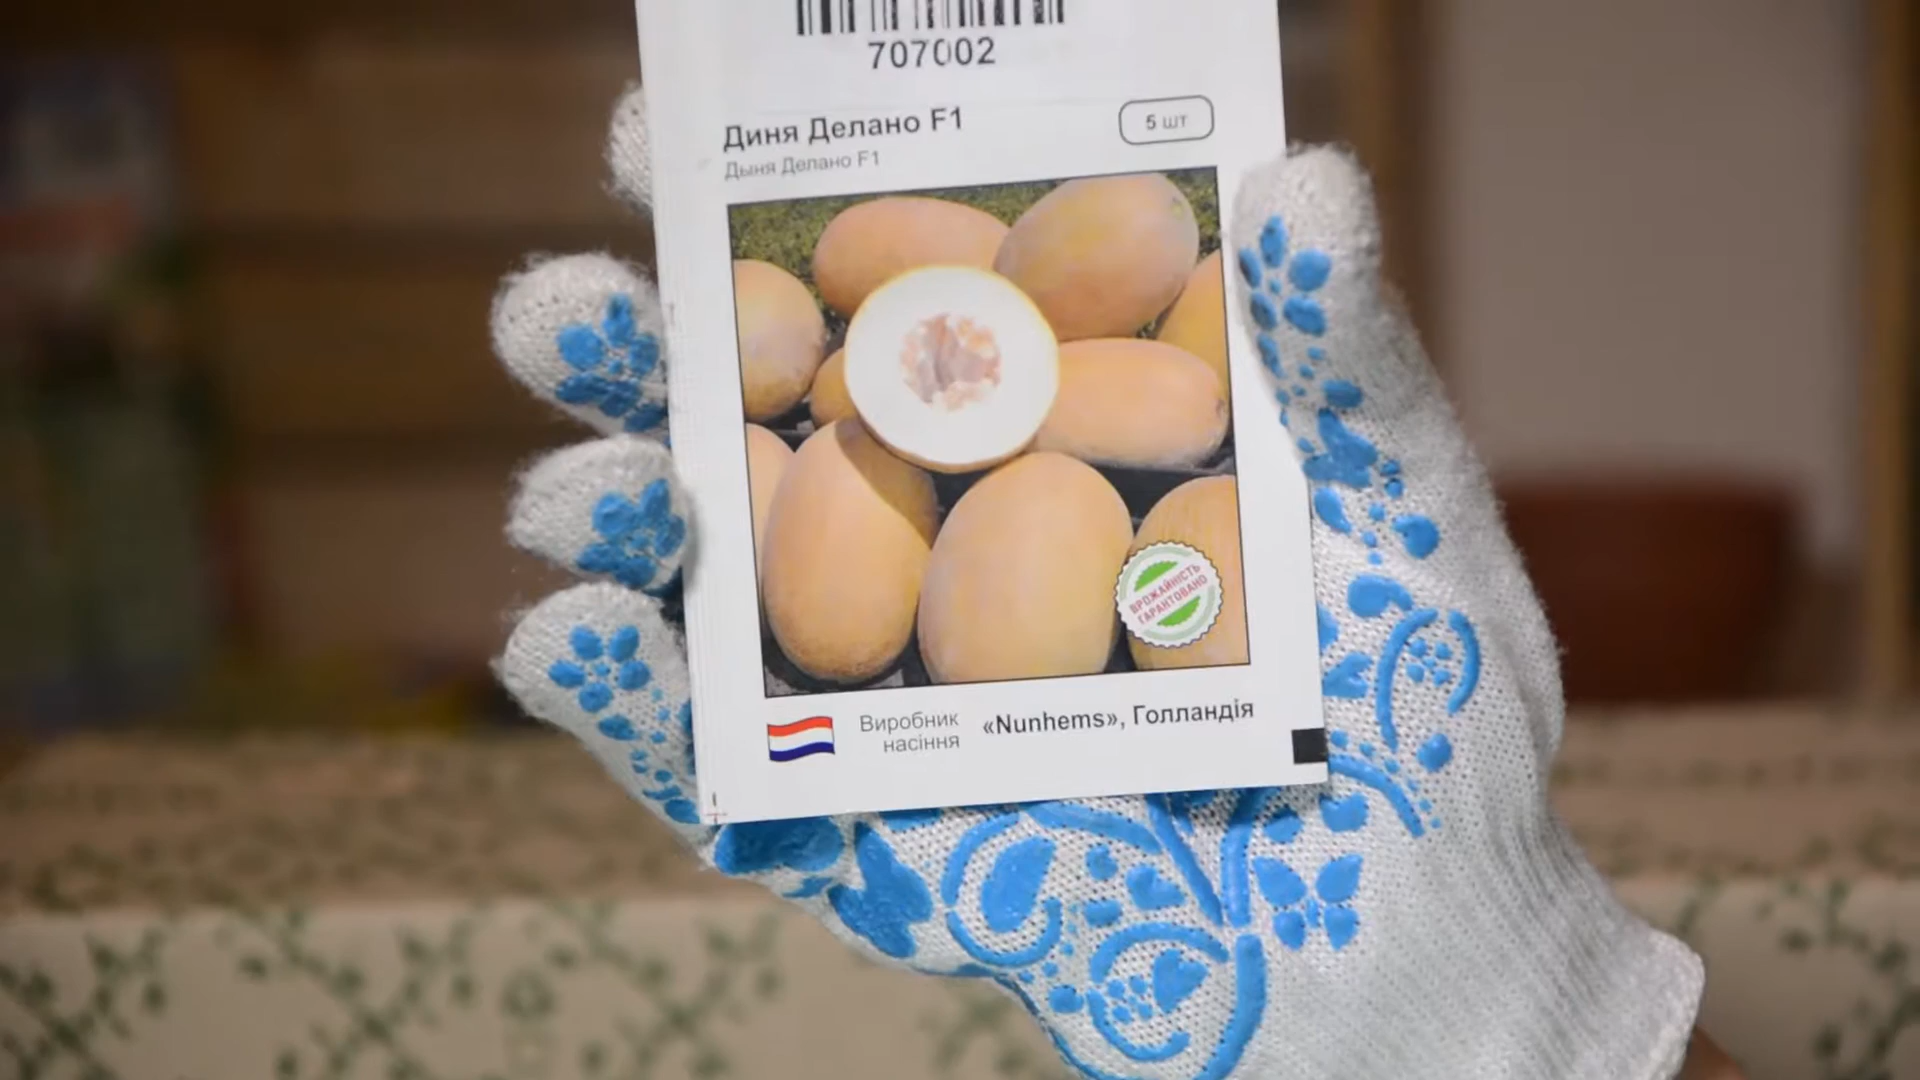 707002
Диня Делано F1
5 шт
Дыня Делано F1
ВРОЖАЙНІСТЬ
ГАРАНТОВАНО
Виробник
насіння
«Nunhems», Голландія